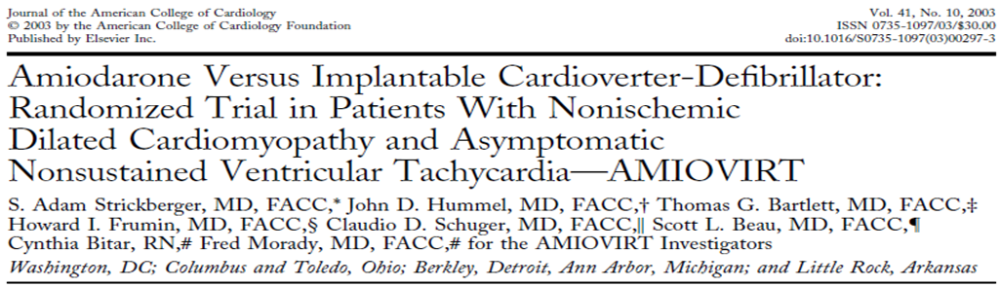 Journal of the American College of Cardiology
Vol. 41, No. 10, 2003
© 2003 by the American College of Cardiology Foundation
ISSN 0735-1097/03/$30.00
Published by Elsevier Inc.
doi:10.1016/S0735-1097(03)00297-3
Amiodarone Versus Implantable Cardioverter-Defibrillator:
Randomized Trial in Patients With Nonischemic
Dilated Cardiomyopathy and Asymptomatic
Nonsustained Ventricular Tachycardia—AMIOVIRT
S. Adam Strickberger, MD, FACC,* John D. Hummel, MD, FACC,† Thomas G. Bartlett, MD, FACC,‡
Howard I. Frumin, MD, FACC,§ Claudio D. Schuger, MD, FACC,‖ Scott L. Beau, MD, FACC,¶
Cynthia Bitar, RN,# Fred Morady, MD, FACC,# for the AMIOVIRT Investigators
Washington, DC; Columbus and Toledo, Ohio; Berkley, Detroit, Ann Arbor, Michigan; and Little Rock, Arkansas